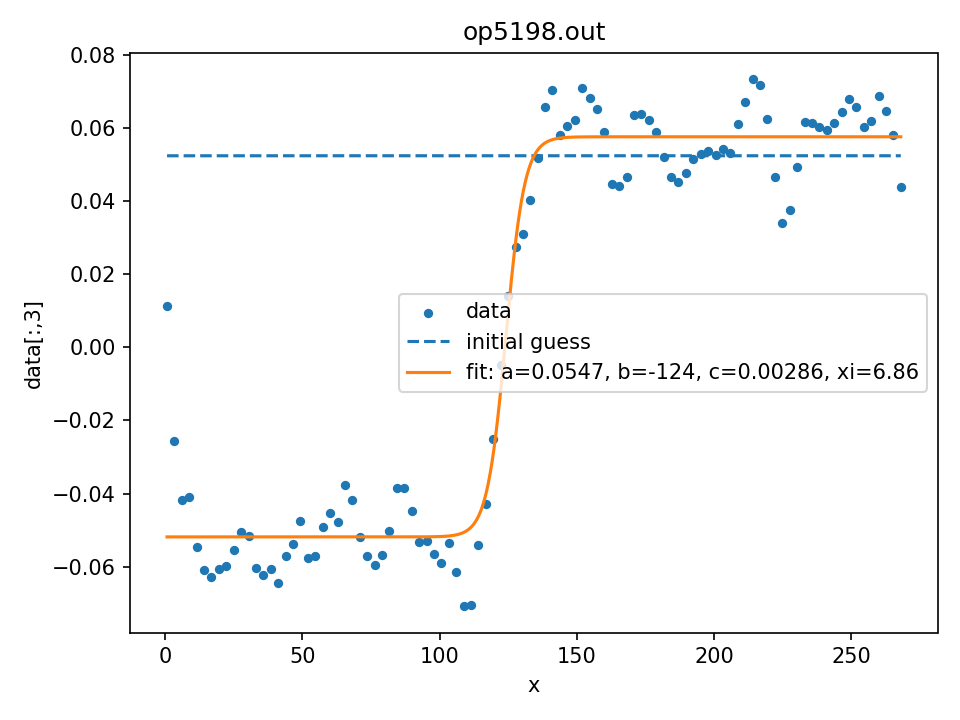 op5198.out
0.08
0.06
0.04
0.02
0.00
−0.02
−0.04
−0.06
data[:,3]
data
initial guess
fit: a=0.0547, b=-124, c=0.00286, xi=6.86
0 50 100 150 200 250
x